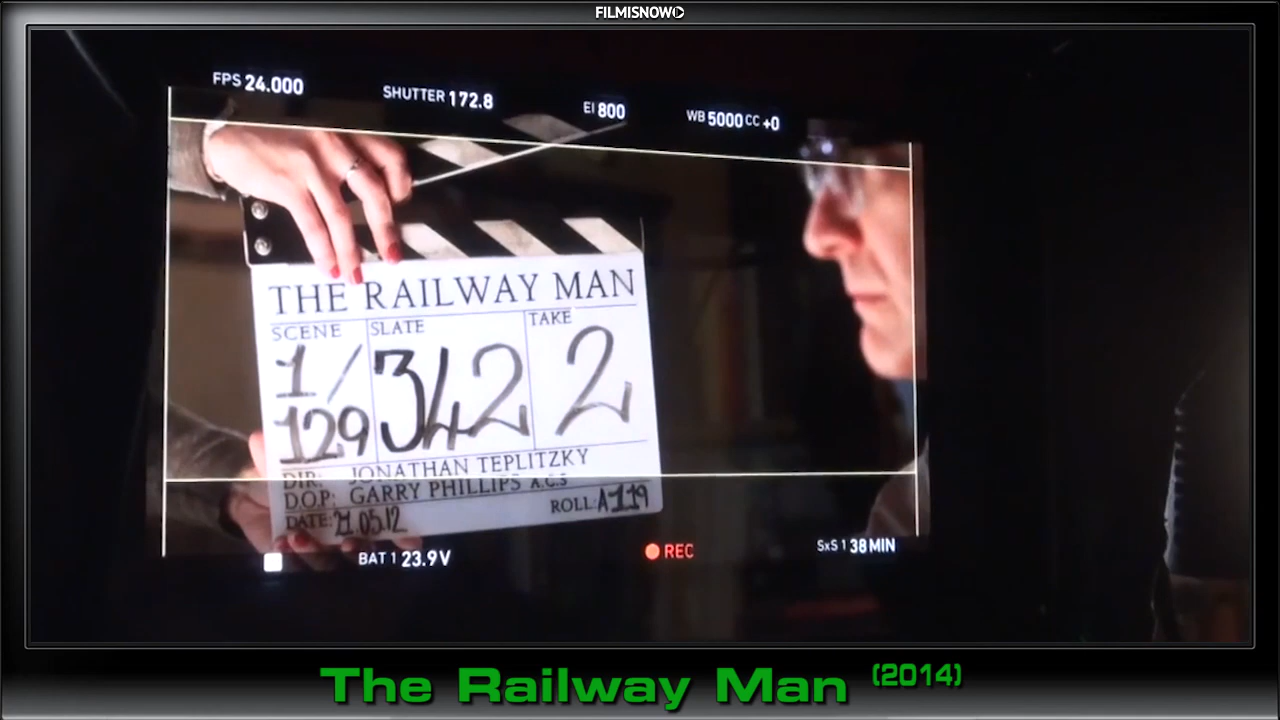 FILMISNOW
FPS 24.000 SHUTTER 172.8 EI 800 WB 5000 CC +0
THE RAILWAY MAN
SCENE SLATE TAKE
1/
129 342 2
DIR: JONATHAN TEPLITZKY
DOP: GARRY PHILLIPS A.C.S
DATE: 21.05.12 ROLL: A119
BAT 1 23.9 V REC SxS 1 38 MIN
The Railway Man (2014)